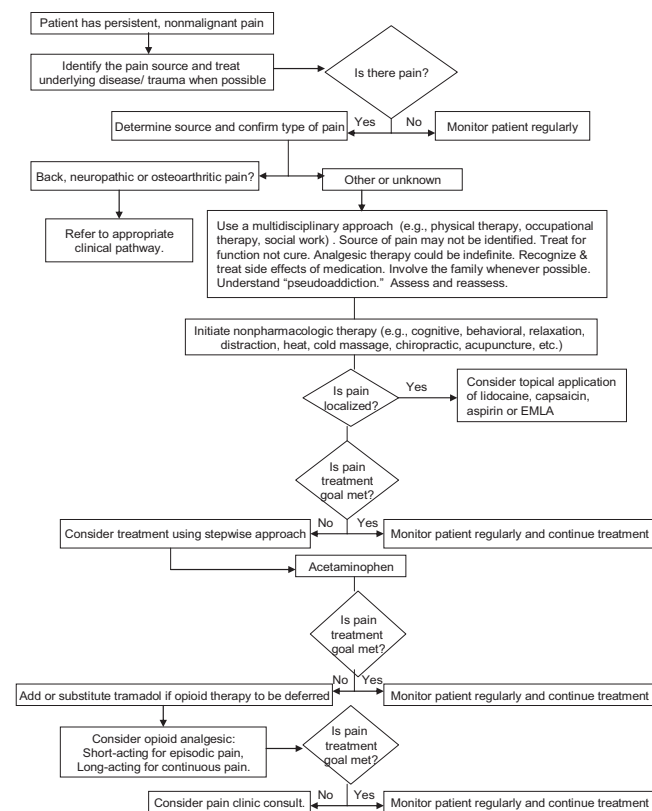 Patient has persistent, nonmalignant pain
Identify the pain source and treat
underlying disease/ trauma when possible
Is there pain?
Yes
No
Determine source and confirm type of pain
Monitor patient regularly
Back, neuropathic or osteoarthritic pain?
Other or unknown
Refer to appropriate
clinical pathway.
Use a multidisciplinary approach (e.g., physical therapy, occupational
therapy, social work) . Source of pain may not be identified. Treat for
function not cure. Analgesic therapy could be indefinite. Recognize &
treat side effects of medication. Involve the family whenever possible.
Understand “pseudoaddiction.” Assess and reassess.
Initiate nonpharmacologic therapy (e.g., cognitive, behavioral, relaxation,
distraction, heat, cold massage, chiropractic, acupuncture, etc.)
Is pain
localized?
Yes
Consider topical application
of lidocaine, capsaicin,
aspirin or EMLA
Is pain
treatment
goal met?
No
Yes
Consider treatment using stepwise approach
Monitor patient regularly and continue treatment
Acetaminophen
Is pain
treatment
goal met?
No
Yes
Add or substitute tramadol if opioid therapy to be deferred
Monitor patient regularly and continue treatment
Consider opioid analgesic:
Short-acting for episodic pain,
Long-acting for continuous pain.
Is pain
treatment
goal met?
No
Yes
Consider pain clinic consult.
Monitor patient regularly and continue treatment